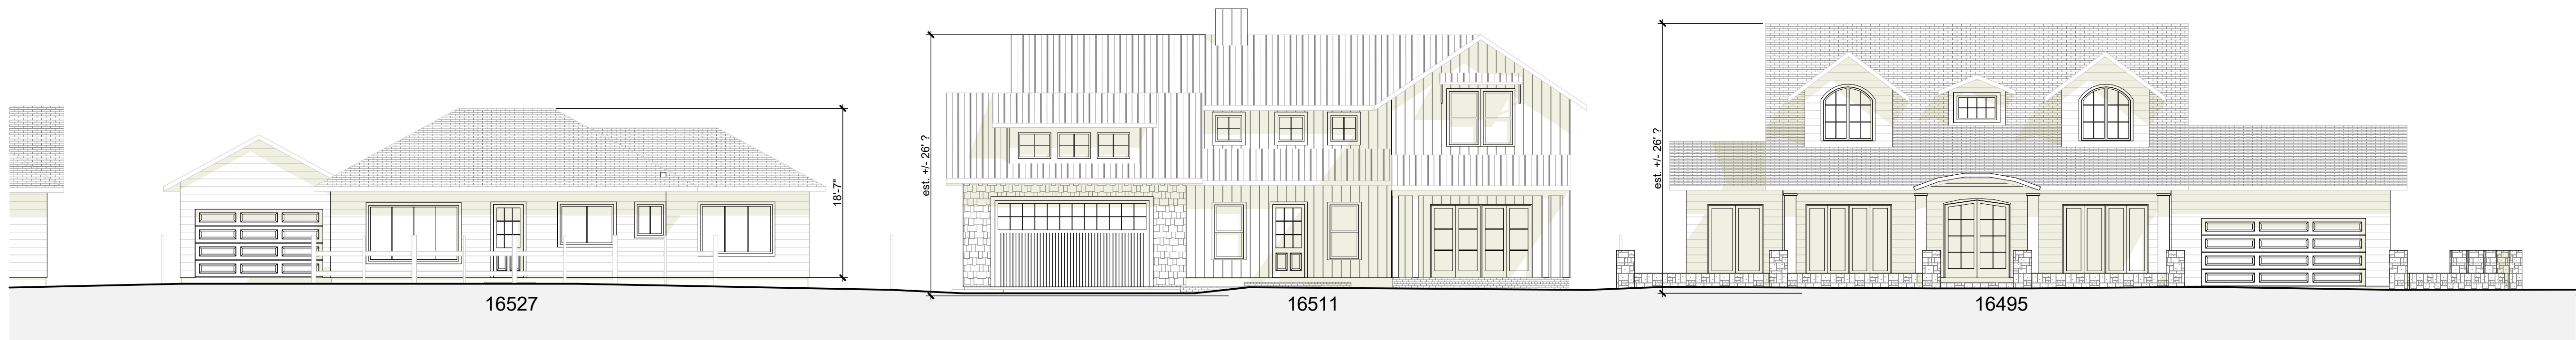 18'-7"
est. +/- 26' ?
est. +/- 26' ?
16527
16511
16495